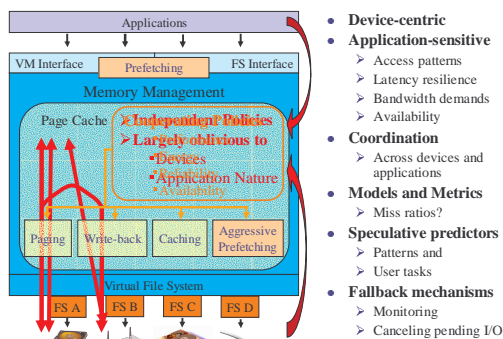 Applications
VM Interface
Prefetching
FS Interface
Memory Management
Page Cache
➢Independent Policies
➢Largely oblivious to
▪Devices
▪Application Nature
▪Availability
Paging
Write-back
Caching
Aggressive
Prefetching
Virtual File System
FS A
FS B
FS C
FS D
• Device-centric
• Application-sensitive
➢ Access patterns
➢ Latency resilience
➢ Bandwidth demands
➢ Availability
• Coordination
➢ Across devices and
applications
• Models and Metrics
➢ Miss ratios?
• Speculative predictors
➢ Patterns and
➢ User tasks
• Fallback mechanisms
➢ Monitoring
➢ Canceling pending I/O